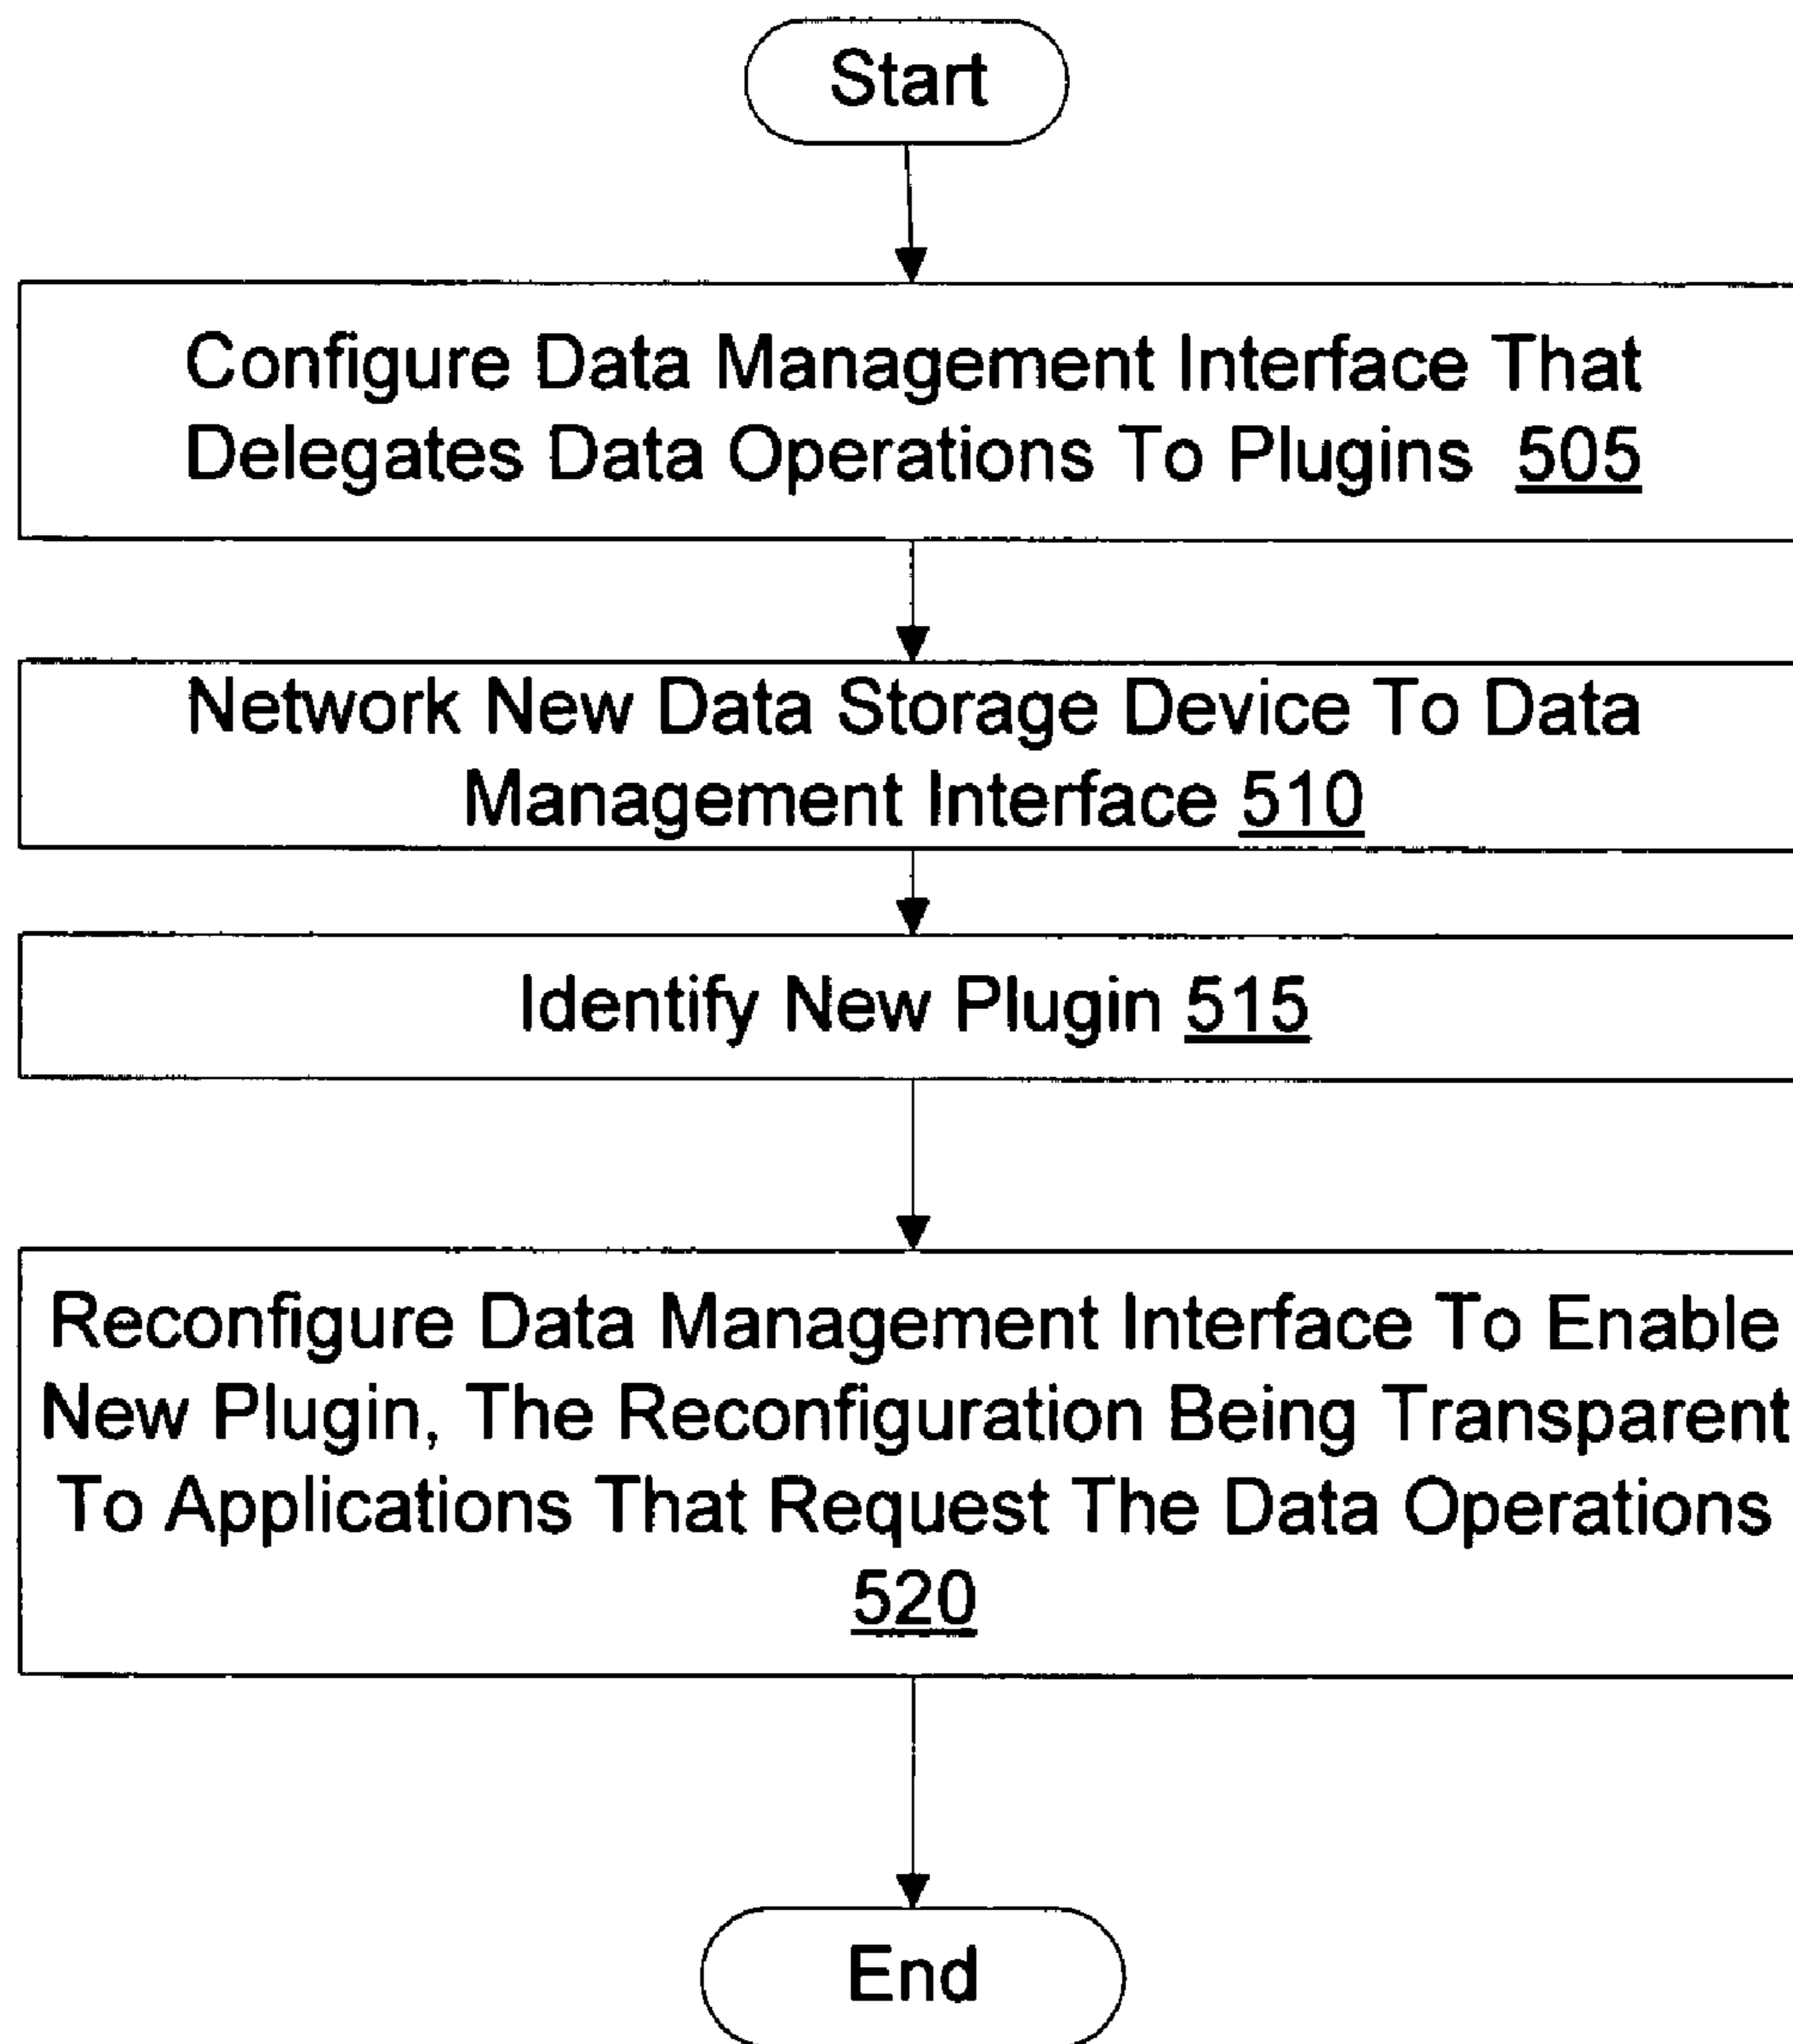 Start
Configure Data Management Interface That
Delegates Data Operations To Plugins 505
Network New Data Storage Device To Data
Management Interface 510
Identify New Plugin 515
Reconfigure Data Management Interface To Enable
New Plugin, The Reconfiguration Being Transparent
To Applications That Request The Data Operations
520
End